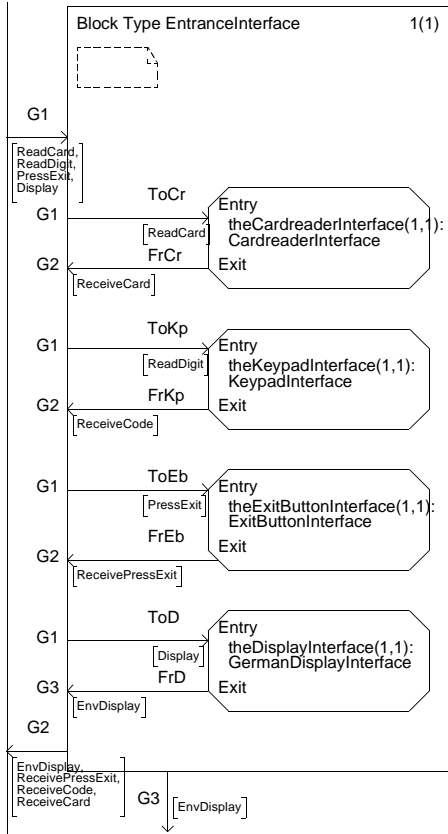 Block Type EntranceInterface 1(1)
G1
ReadCard,
ReadDigit,
PressExit,
Display
ToCr
Entry
G1
theCardreaderInterface(1,1):
[ReadCard]
CardreaderInterface
FrCr
G2
Exit
[ReceiveCard]
ToKp
G1
Entry
theKeypadInterface(1,1):
[ReadDigit]
KeypadInterface
FrKp
G2
Exit
[ReceiveCode]
ToEb
G1
Entry
[PressExit]
theExitButtonInterface(1,1):
ExitButtonInterface
FrEb
Exit
G2
[ReceivePressExit]
ToD
Entry
G1
theDisplayInterface(1,1):
[Display]
GermanDisplayInterface
FrD
G3
Exit
[EnvDisplay]
G2
EnvDisplay,
ReceivePressExit,
ReceiveCode,
ReceiveCard
G3
[EnvDisplay]